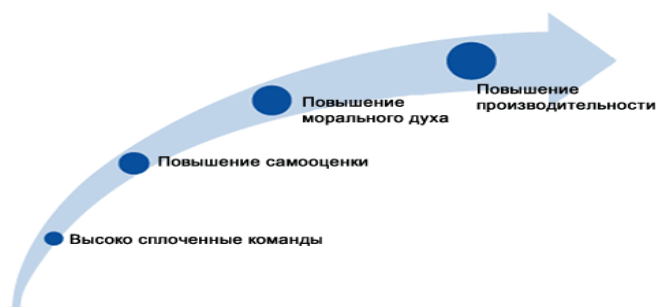 Повышение
производительности
Повышение
морального духа
Повышение самооценки
Высоко сплоченные команды